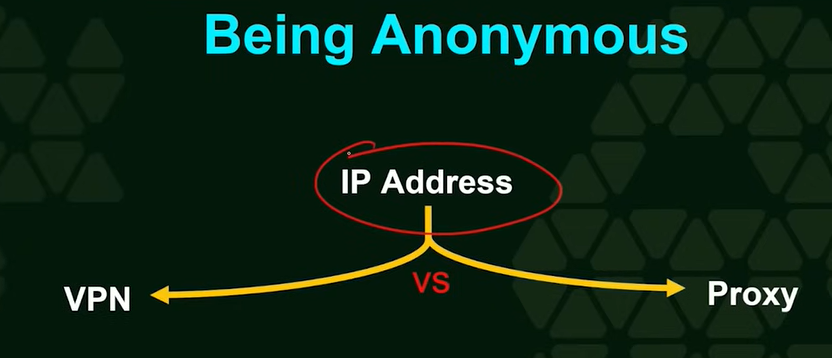 Being Anonymous
IP Address
VS
VPN
Proxy